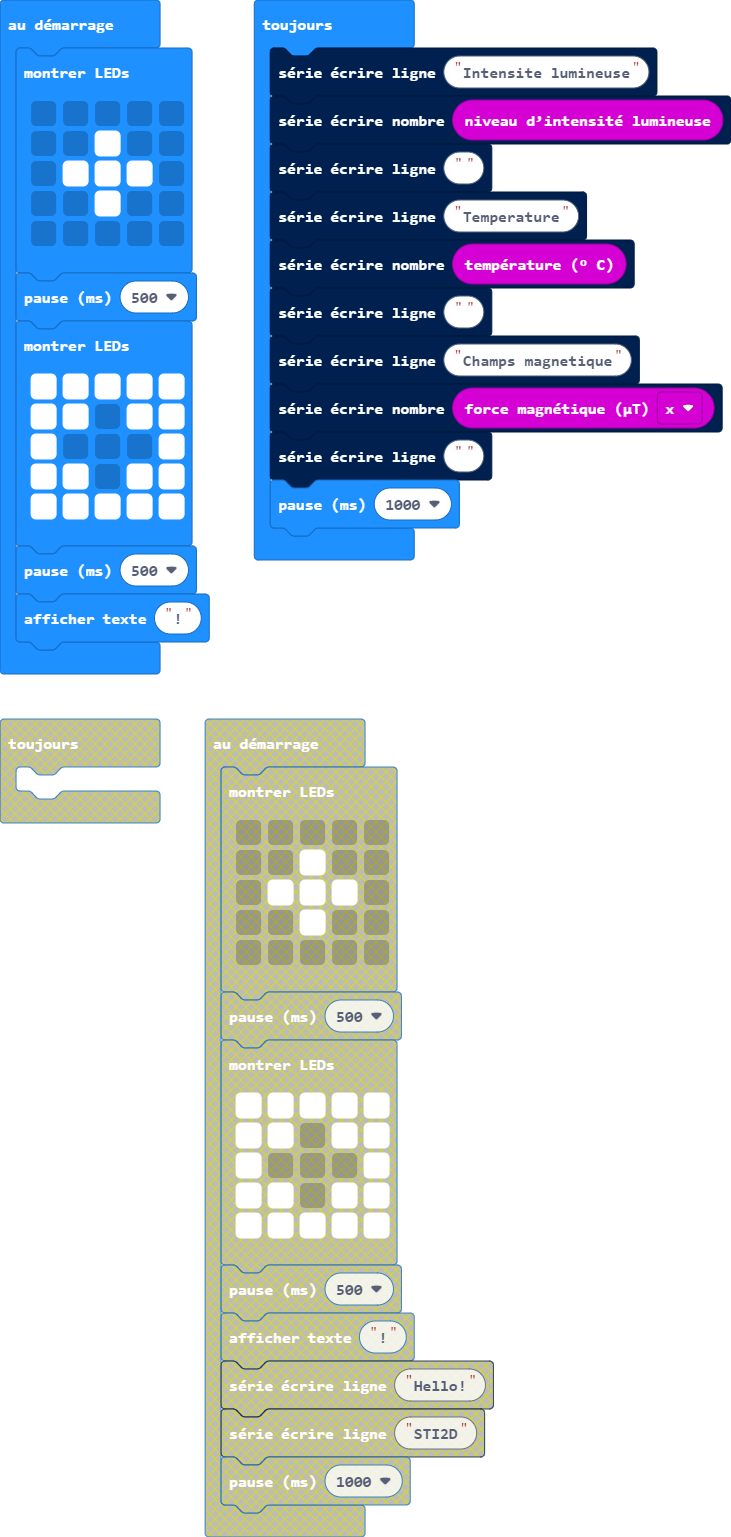 au démarrage
montrer LEDs
pause (ms) 500
montrer LEDs
pause (ms) 500
afficher texte "!"
toujours
série écrire ligne "Intensite lumineuse"
série écrire nombre niveau d’intensité lumineuse
série écrire ligne " "
série écrire ligne "Temperature"
série écrire nombre température (º C)
série écrire ligne " "
série écrire ligne "Champs magnetique"
série écrire nombre force magnétique (µT) x
série écrire ligne " "
pause (ms) 1000
toujours
au démarrage
montrer LEDs
pause (ms) 500
montrer LEDs
pause (ms) 500
afficher texte "!"
série écrire ligne "Hello!"
série écrire ligne "STI2D"
pause (ms) 1000